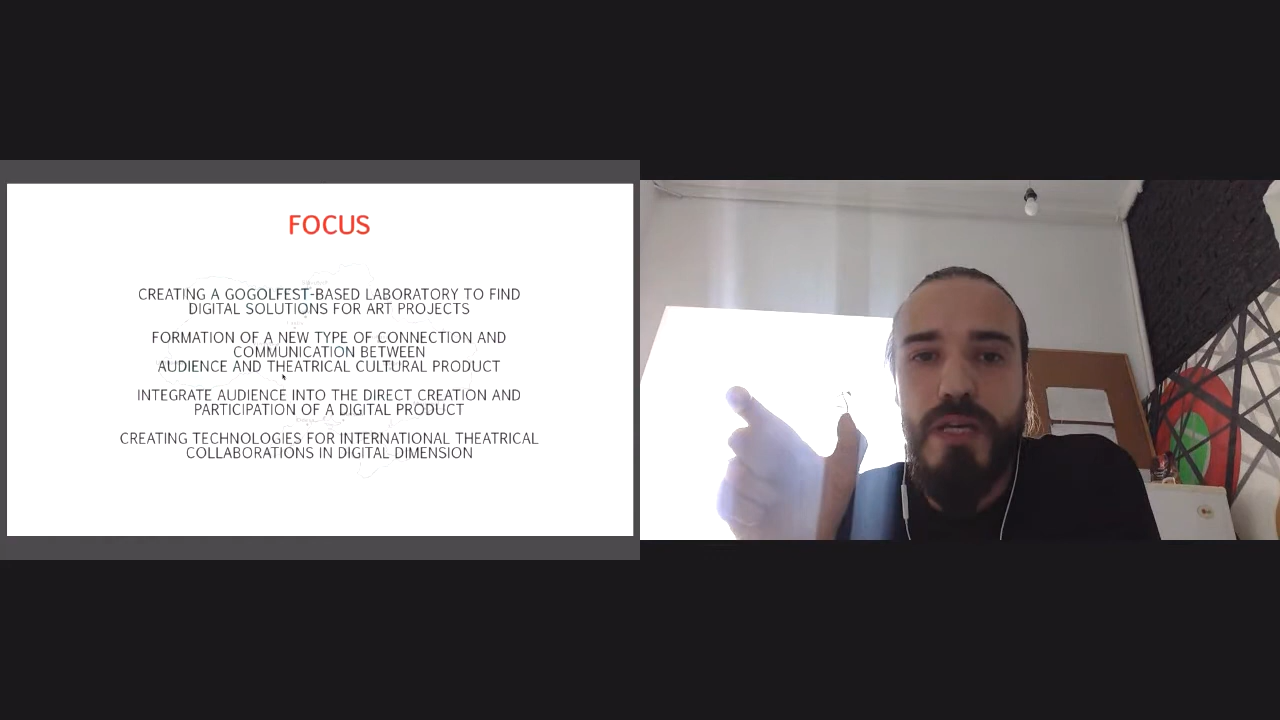 FOCUS
CREATING A GOGOLFEST-BASED LABORATORY TO FIND
DIGITAL SOLUTIONS FOR ART PROJECTS
FORMATION OF A NEW TYPE OF CONNECTION AND
COMMUNICATION BETWEEN
AUDIENCE AND THEATRICAL CULTURAL PRODUCT
INTEGRATE AUDIENCE INTO THE DIRECT CREATION AND
PARTICIPATION OF A DIGITAL PRODUCT
CREATING TECHNOLOGIES FOR INTERNATIONAL THEATRICAL
COLLABORATIONS IN DIGITAL DIMENSION